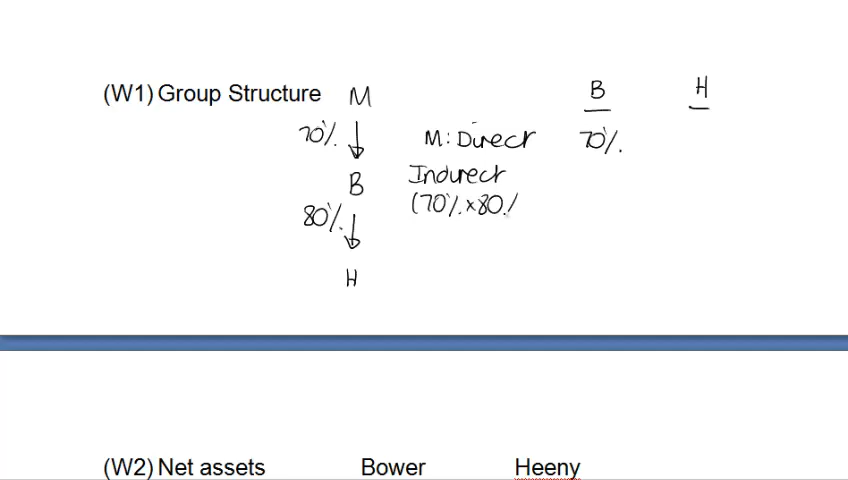 (W1) Group Structure M B H
70%. M: Direct 70%.
B Indirect
80%. (70%.×80./
H
(W2) Net assets Bower Heeny